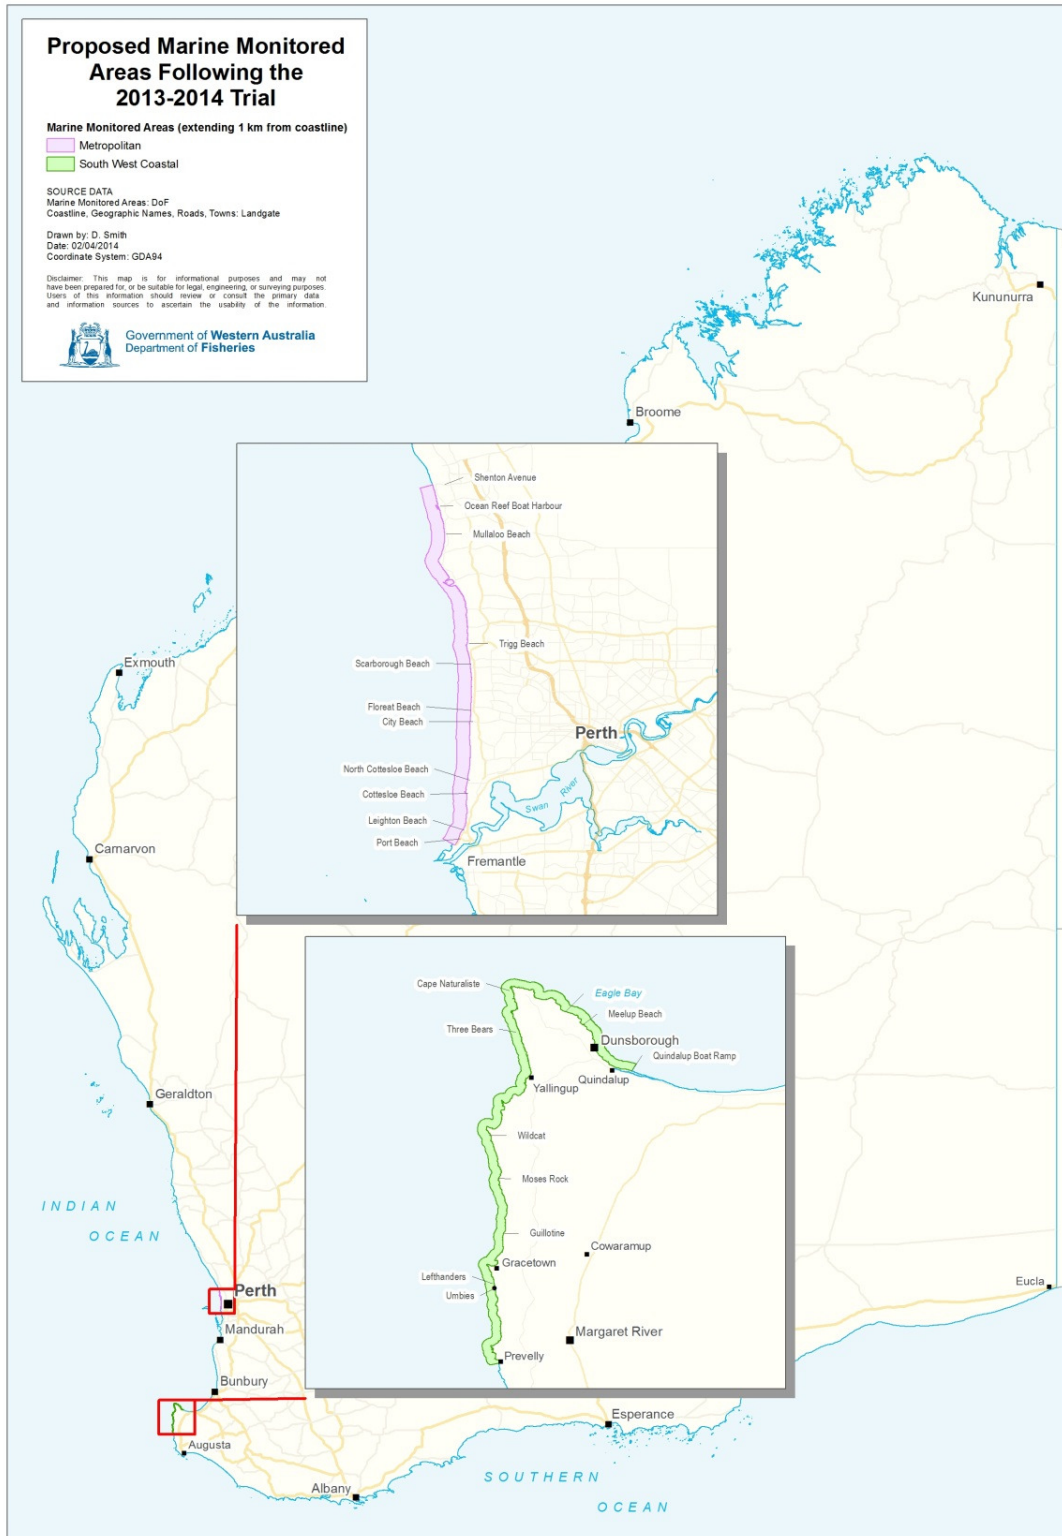 Proposed Marine Monitored
Areas Following the
2013-2014 Trial
Marine Monitored Areas (extending 1 km from coastline)
Metropolitan
South West Coastal
SOURCE DATA
Marine Monitored Areas: DoF
Coastline, Geographic Names, Roads, Towns: Landgate
Drawn by: D. Smith
Date: 02/04/2014
Coordinate System: GDA94
Disclaimer: This map is for informational purposes and may not
have been prepared for, or be suitable for legal, engineering, or surveying purposes.
Users of this information should review or consult the primary data
and information sources to ascertain the usability of the information.
Government of Western Australia
Department of Fisheries
Kununurra
Broome
Shenton Avenue
Ocean Reef Boat Harbour
Mullaloo Beach
Trigg Beach
Scarborough Beach
Floreat Beach
City Beach
Perth
North Cottesloe Beach
Cottesloe Beach
Swan River
Leighton Beach
Port Beach
Fremantle
Exmouth
Carnarvon
Geraldton
INDIAN
OCEAN
Perth
Mandurah
Bunbury
Augusta
Albany
Cape Naturaliste
Eagle Bay
Meelup Beach
Three Bears
Dunsborough
Quindalup Boat Ramp
Quindalup
Yallingup
Wildcat
Moses Rock
Guillotine
Cowaramup
Gracetown
Lefthanders
Umbies
Margaret River
Prevelly
Eucla
Esperance
SOUTHERN
OCEAN